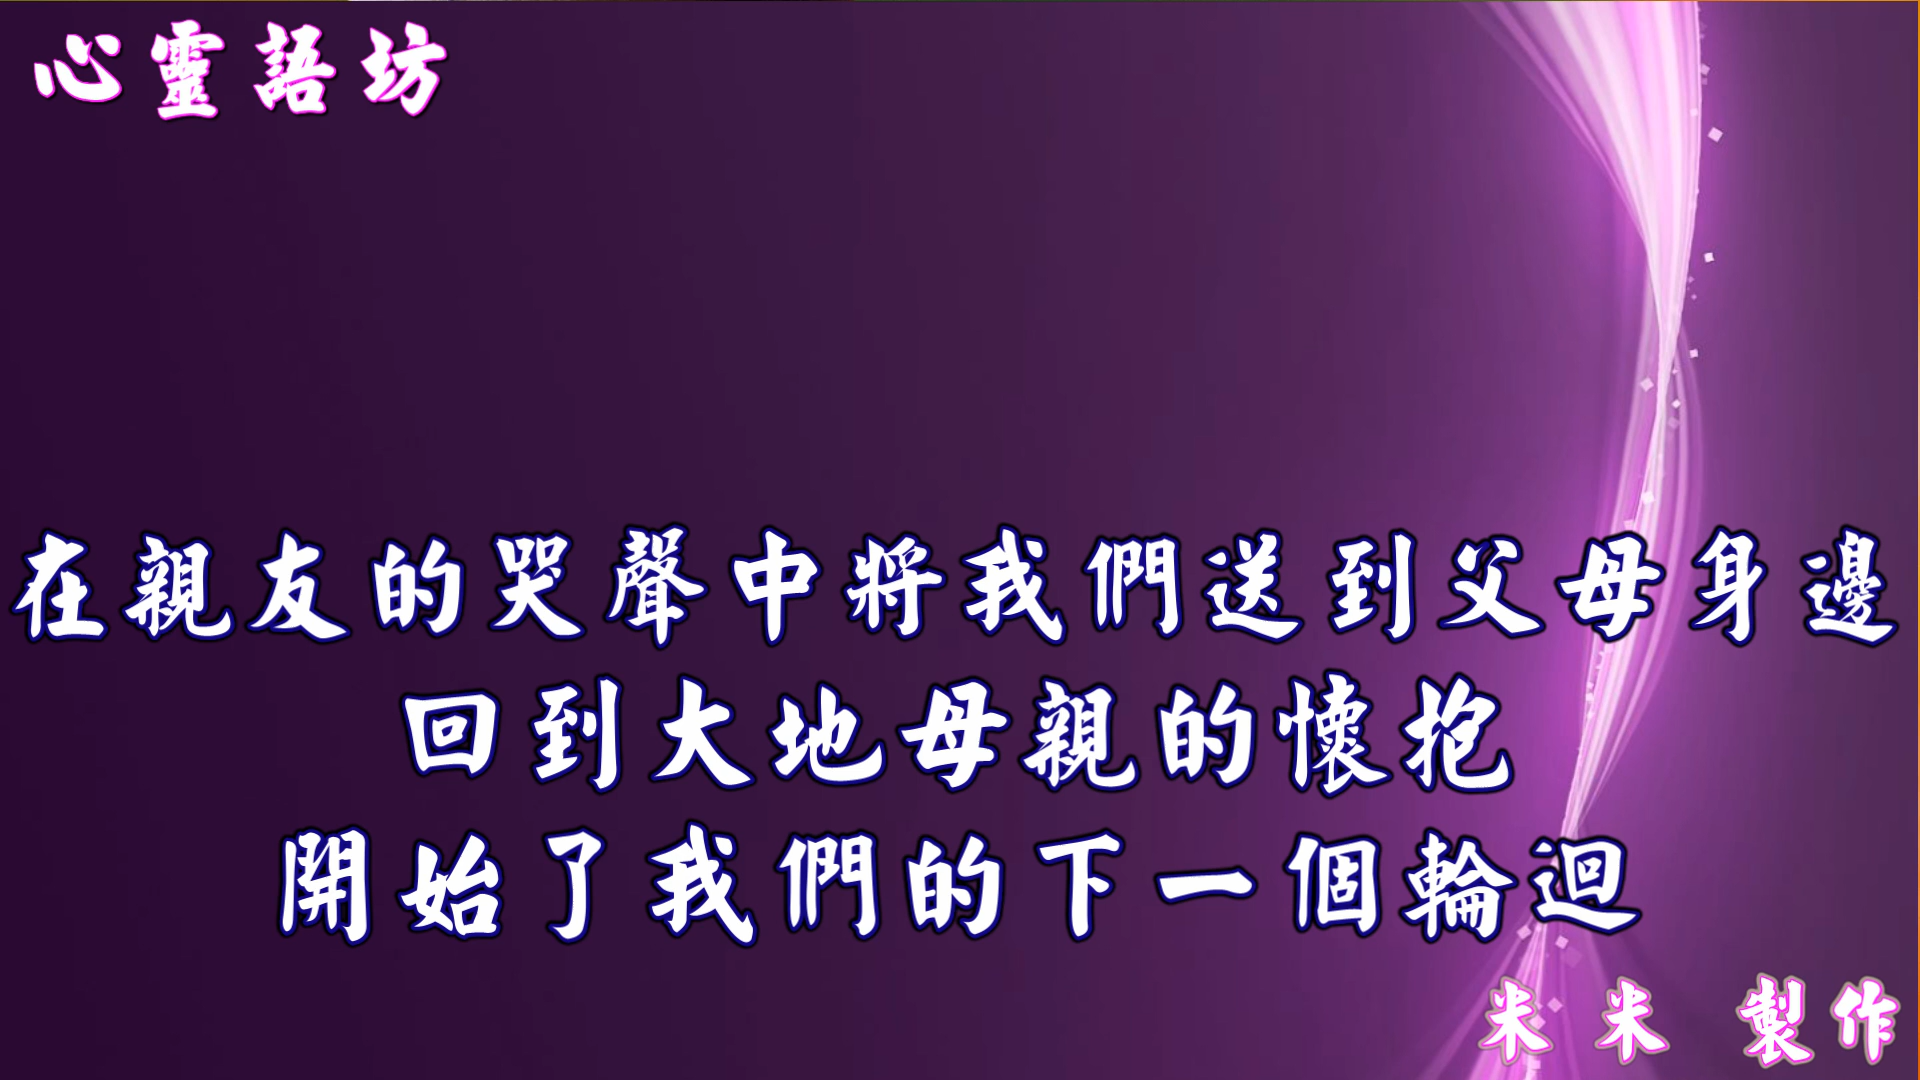 心靈語坊
在親友的哭聲中將我們送到父母身邊
回到大地母親的懷抱
開始了我們的下一個輪迴
米米 製作